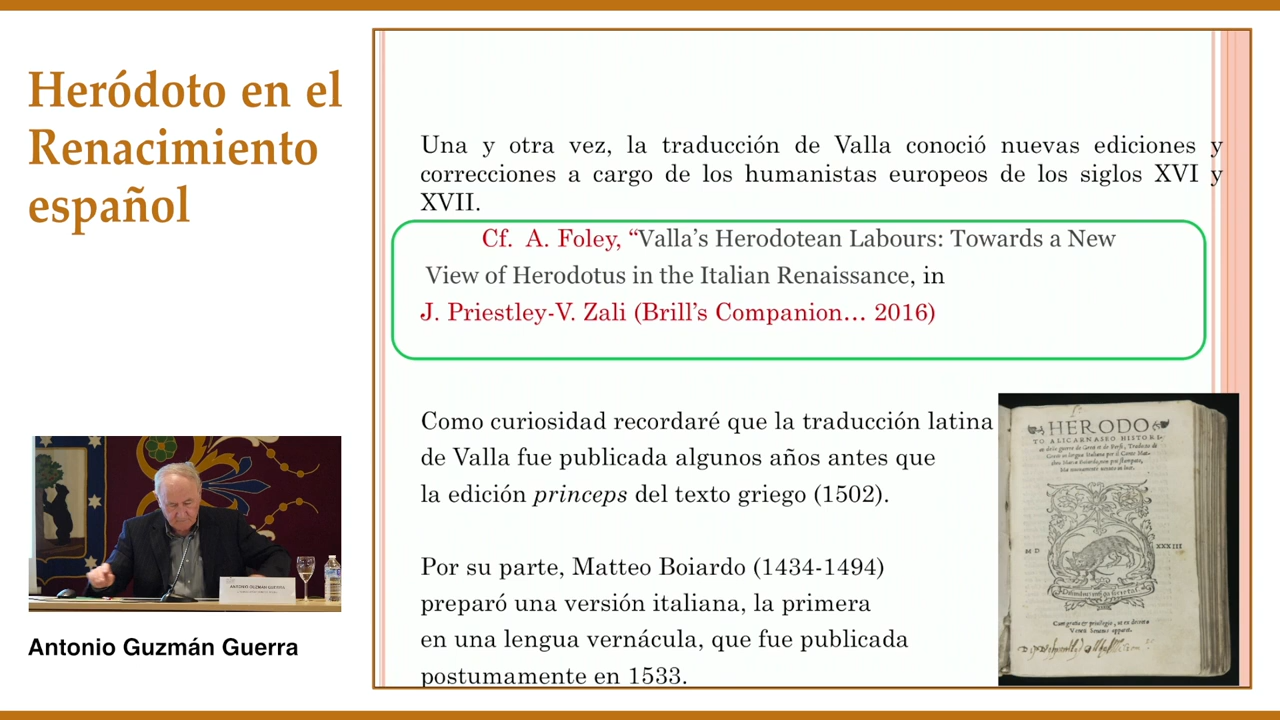 Heródoto en el
Renacimiento
español
Una y otra vez, la traducción de Valla conoció nuevas ediciones y
correcciones a cargo de los humanistas europeos de los siglos XVI y
XVII.
Cf. A. Foley, “Valla’s Herodotean Labours: Towards a New
View of Herodotus in the Italian Renaissance, in
J. Priestley-V. Zali (Brill’s Companion… 2016)
Como curiosidad recordaré que la traducción latina
de Valla fue publicada algunos años antes que
la edición princeps del texto griego (1502).
Por su parte, Matteo Boiardo (1434-1494)
preparó una versión italiana, la primera
en una lengua vernácula, que fue publicada
postumamente en 1533.
HERODO
TO ALICARNASEO HISTORI-
M D XXXIII
ANTONIO GUZMÁN GUERRA
Antonio Guzmán Guerra